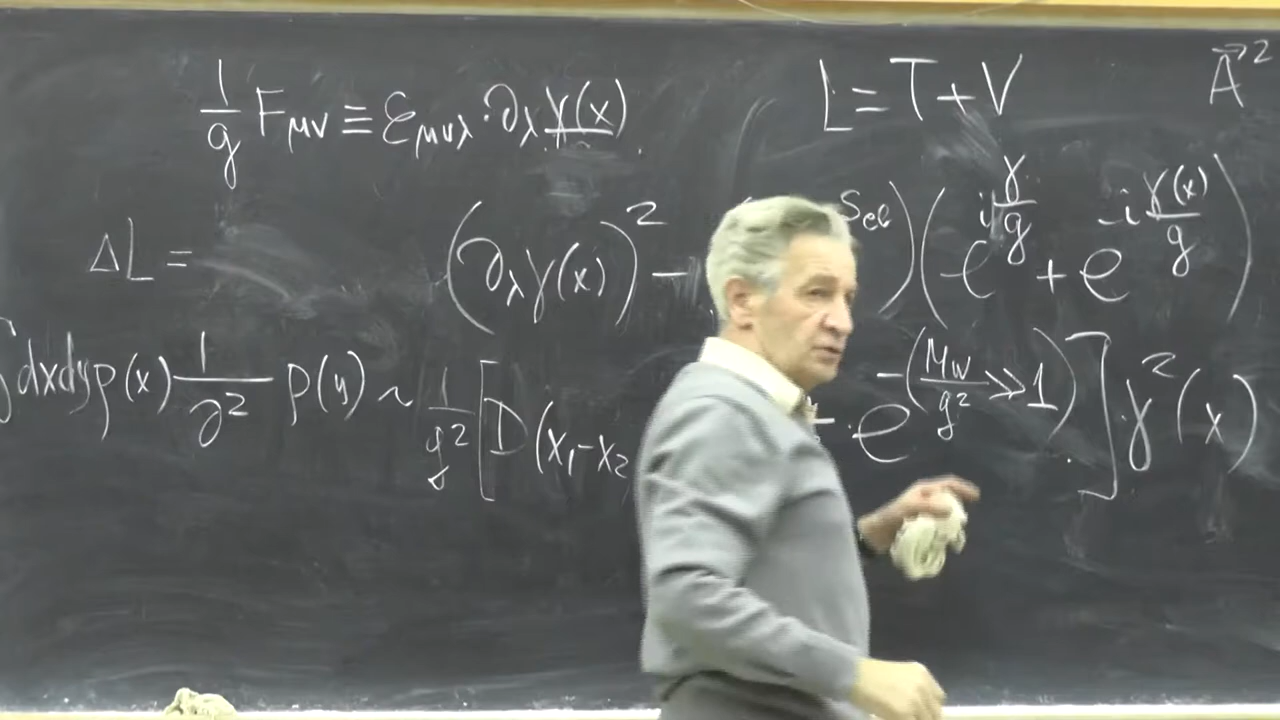 1/g F_μν ≡ ε_μνλ · ∂_λ γ(x)
L = T + V
A⃗²
ΔL = (∂_λ γ(x))² − S_cl)(e^{iγ/g} + e^{-iγ(x)/g})
∫dxdyρ(x) 1/∂² ρ(y) ~ 1/g² [D(x₁-x₂ · e^{-(M_W/g² ≫ 1)}] γ²(x)